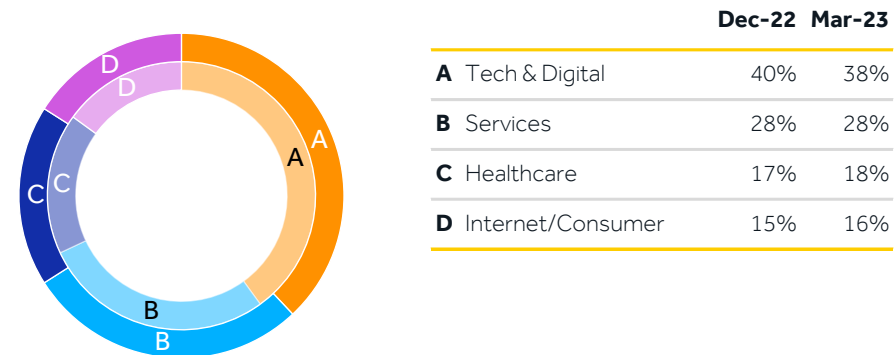 Dec-22 Mar-23
A Tech & Digital 40% 38%
B Services 28% 28%
C Healthcare 17% 18%
D Internet/Consumer 15% 16%
D
D
A
A
C
C
B
B